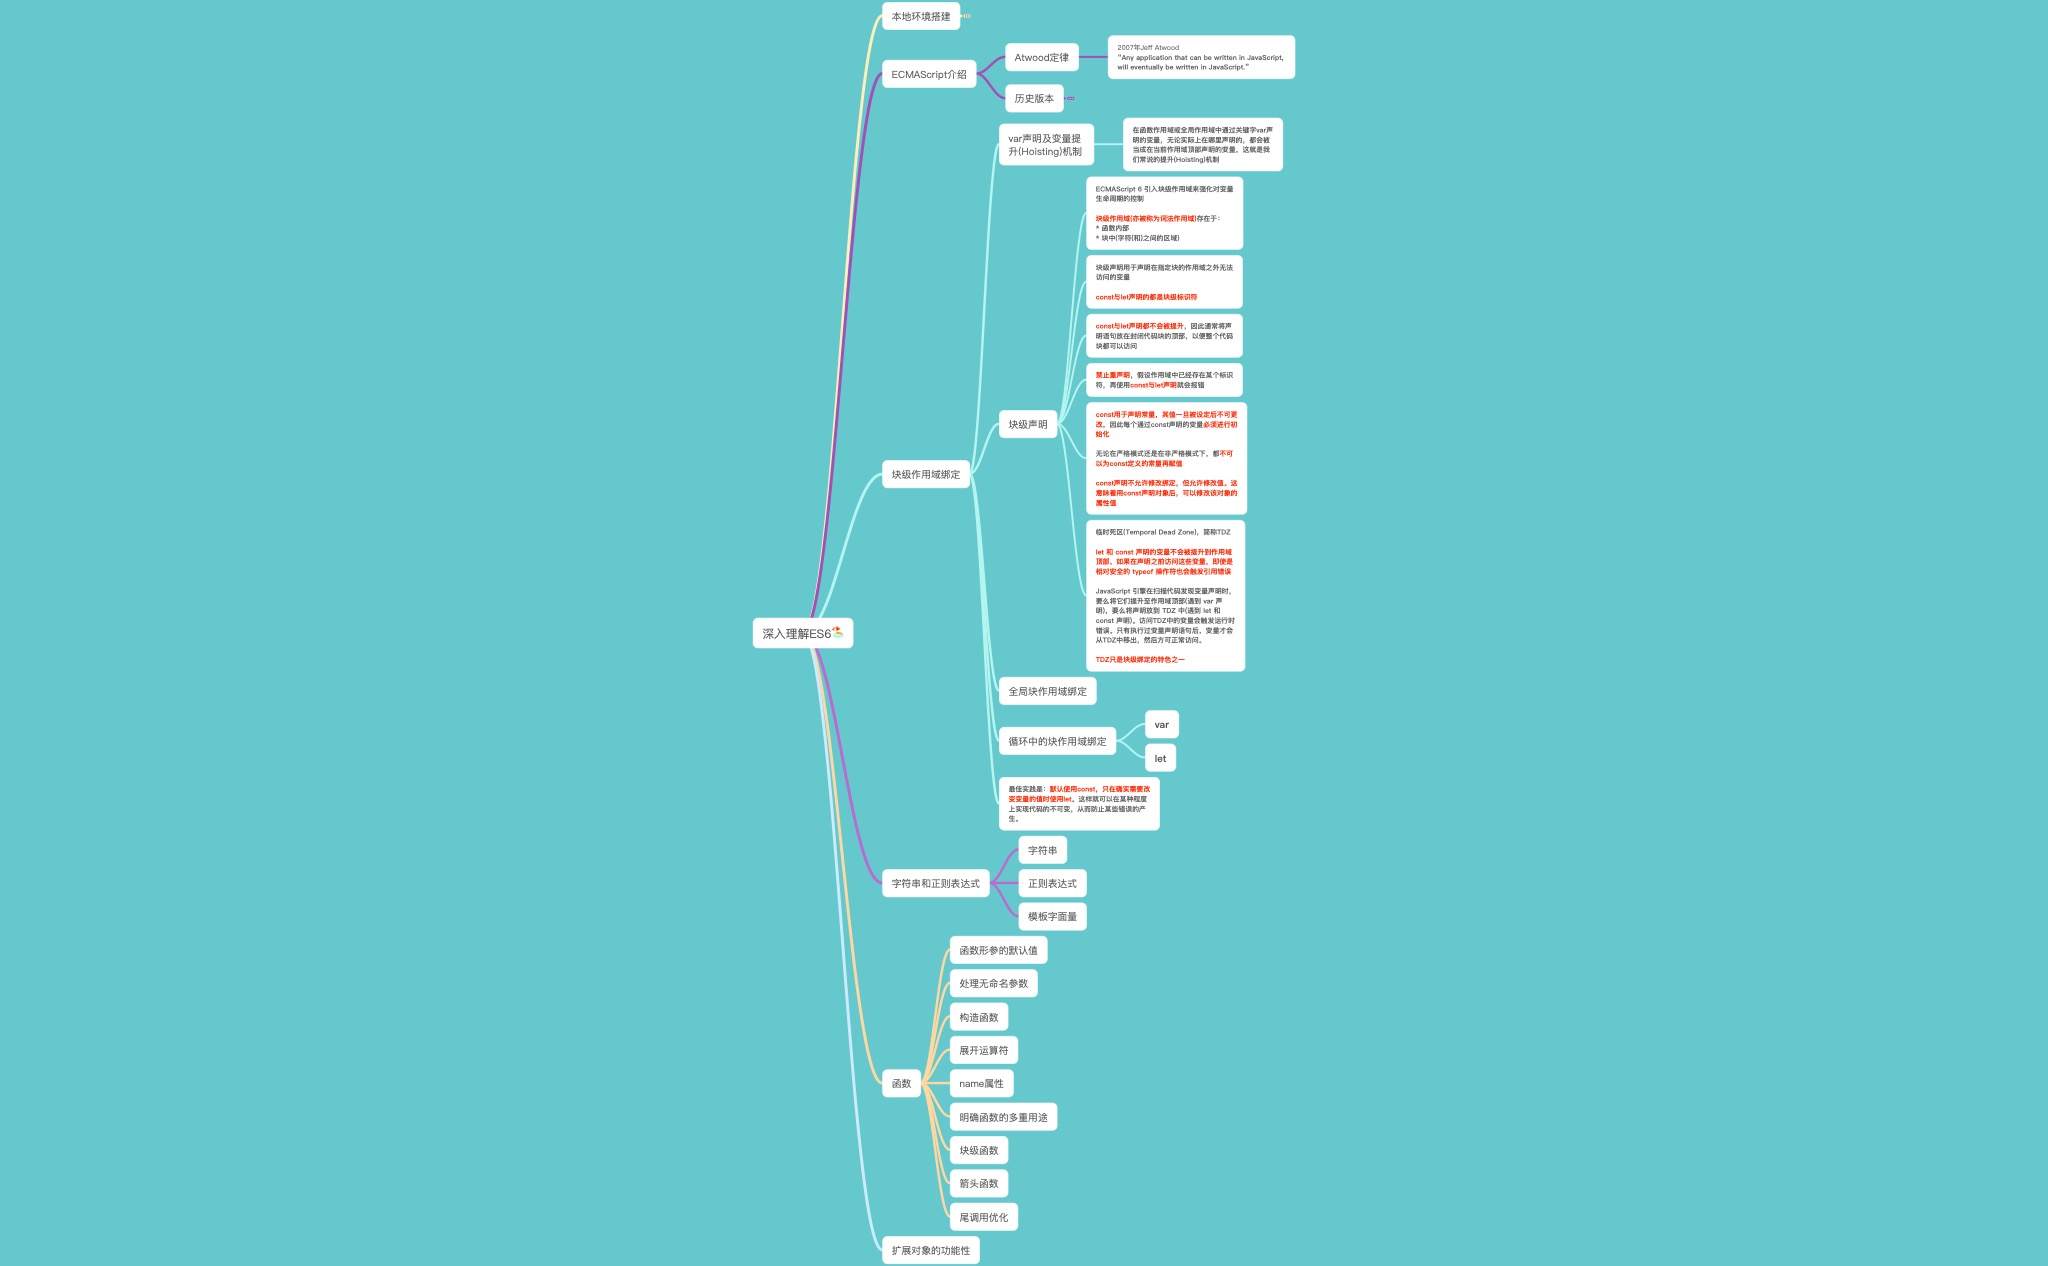 本地环境搭建
ECMAScript介绍
Atwood定律
2007年Jeff Atwood
“Any application that can be written in JavaScript,
will eventually be written in JavaScript.”
历史版本
深入理解ES6
块级作用域绑定
var声明及变量提
升(Hoisting)机制
在函数作用域或全局作用域中通过关键字var声
明的变量，无论实际上在哪里声明的，都会被
当成在当前作用域顶部声明的变量，这就是我
们常说的提升(Hoisting)机制
块级声明
ECMAScript 6 引入块级作用域来强化对变量
生命周期的控制
块级作用域(亦被称为词法作用域)存在于：
* 函数内部
* 块中(字符{和}之间的区域)
块级声明用于声明在指定块的作用域之外无法
访问的变量
const与let声明的都是块级标识符
const与let声明都不会被提升，因此通常将声
明语句放在封闭代码块的顶部，以便整个代码
块都可以访问
禁止重声明，假设作用域中已经存在某个标识
符，再使用const与let声明就会报错
const用于声明常量，其值一旦被设定后不可更
改。因此每个通过const声明的变量必须进行初
始化
无论在严格模式还是在非严格模式下，都不可
以为const定义的常量再赋值
const声明不允许修改绑定，但允许修改值。这
意味着用const声明对象后，可以修改该对象的
属性值
临时死区(Temporal Dead Zone)，简称TDZ
let 和 const 声明的变量不会被提升到作用域
顶部，如果在声明之前访问这些变量，即使是
相对安全的 typeof 操作符也会触发引用错误
JavaScript 引擎在扫描代码发现变量声明时，
要么将它们提升至作用域顶部(遇到 var 声
明)，要么将声明放到 TDZ 中(遇到 let 和
const 声明)。访问TDZ中的变量会触发运行时
错误。只有执行过变量声明语句后，变量才会
从TDZ中移出，然后方可正常访问。
TDZ只是块级绑定的特色之一
全局块作用域绑定
循环中的块作用域绑定
var
let
最佳实践是：默认使用const，只在确实需要改
变变量的值时使用let。这样就可以在某种程度
上实现代码的不可变，从而防止某些错误的产
生。
字符串和正则表达式
字符串
正则表达式
模板字面量
函数
函数形参的默认值
处理无命名参数
构造函数
展开运算符
name属性
明确函数的多重用途
块级函数
箭头函数
尾调用优化
扩展对象的功能性